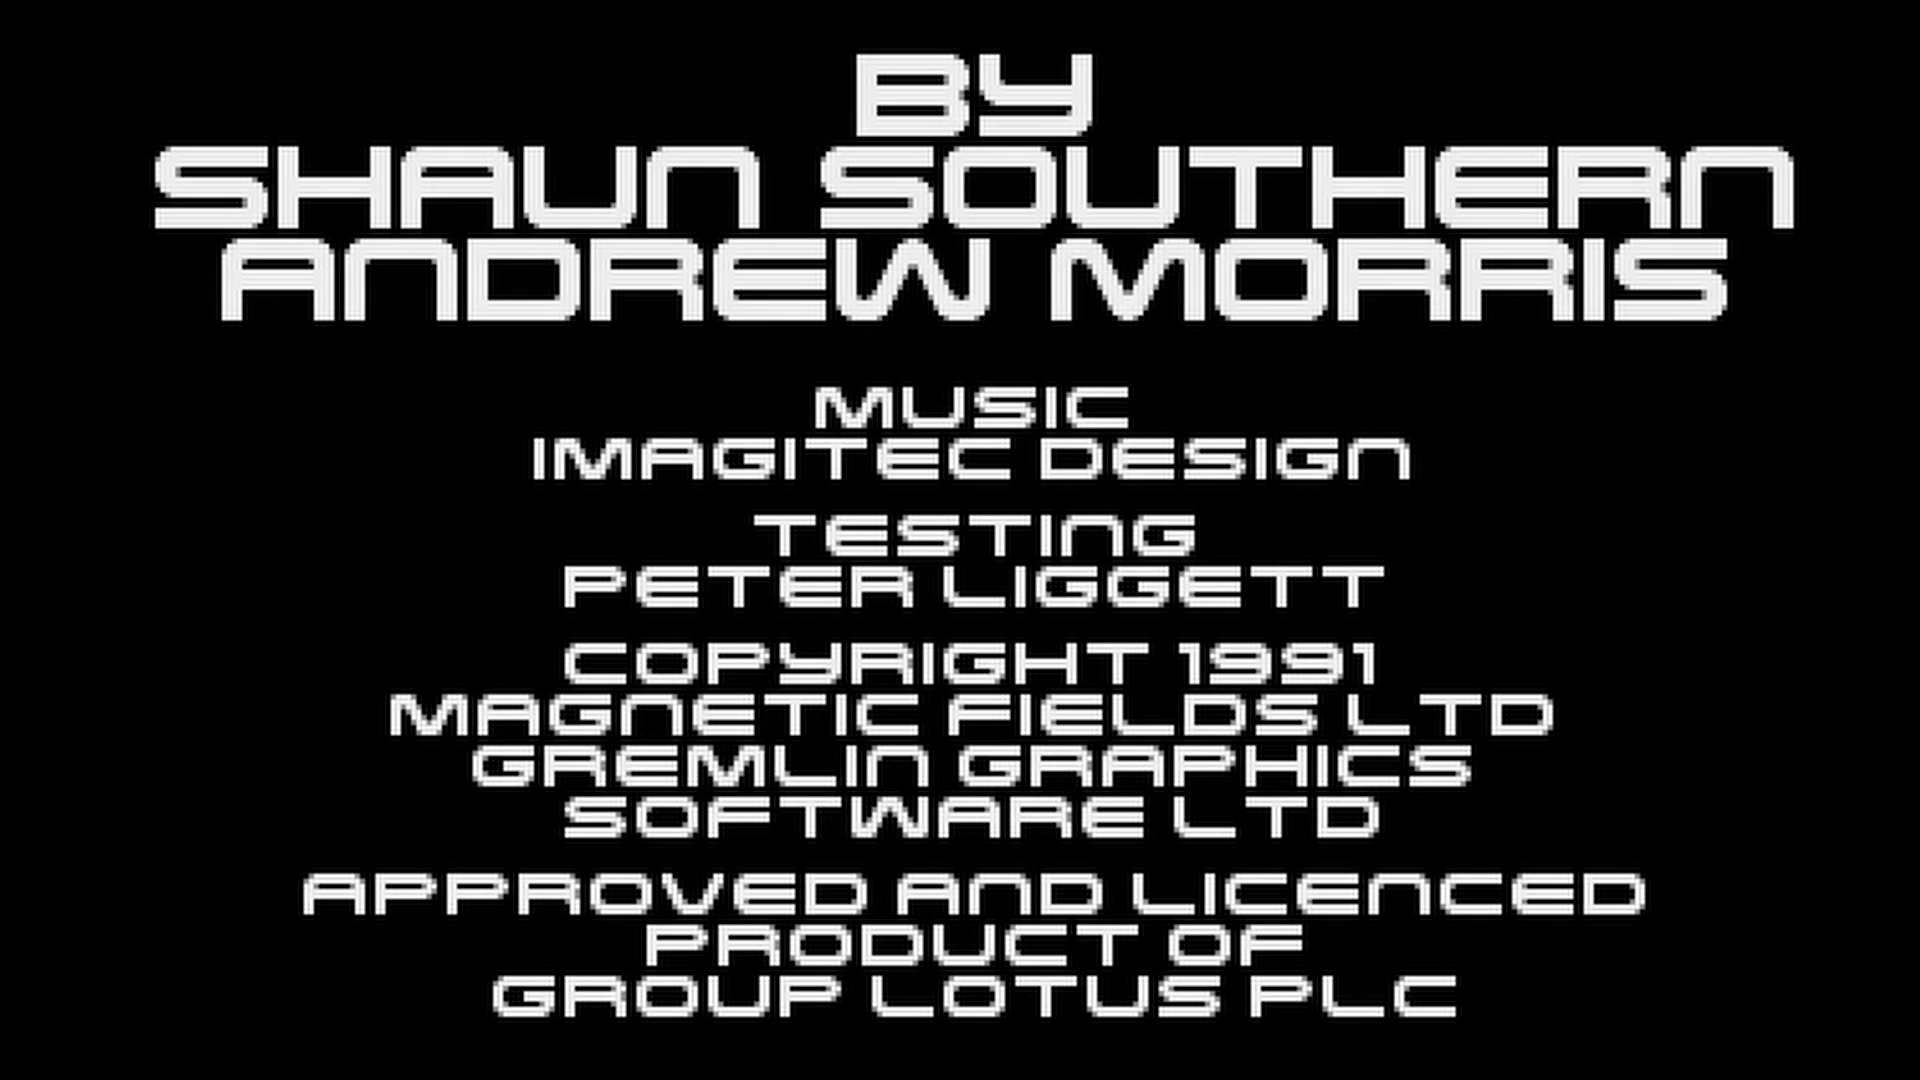 BY
SHAUN SOUTHERN
ANDREW MORRIS
MUSIC
IMAGITEC DESIGN
TESTING
PETER LIGGETT
COPYRIGHT 1991
MAGNETIC FIELDS LTD
GREMLIN GRAPHICS
SOFTWARE LTD
APPROVED AND LICENCED
PRODUCT OF
GROUP LOTUS PLC